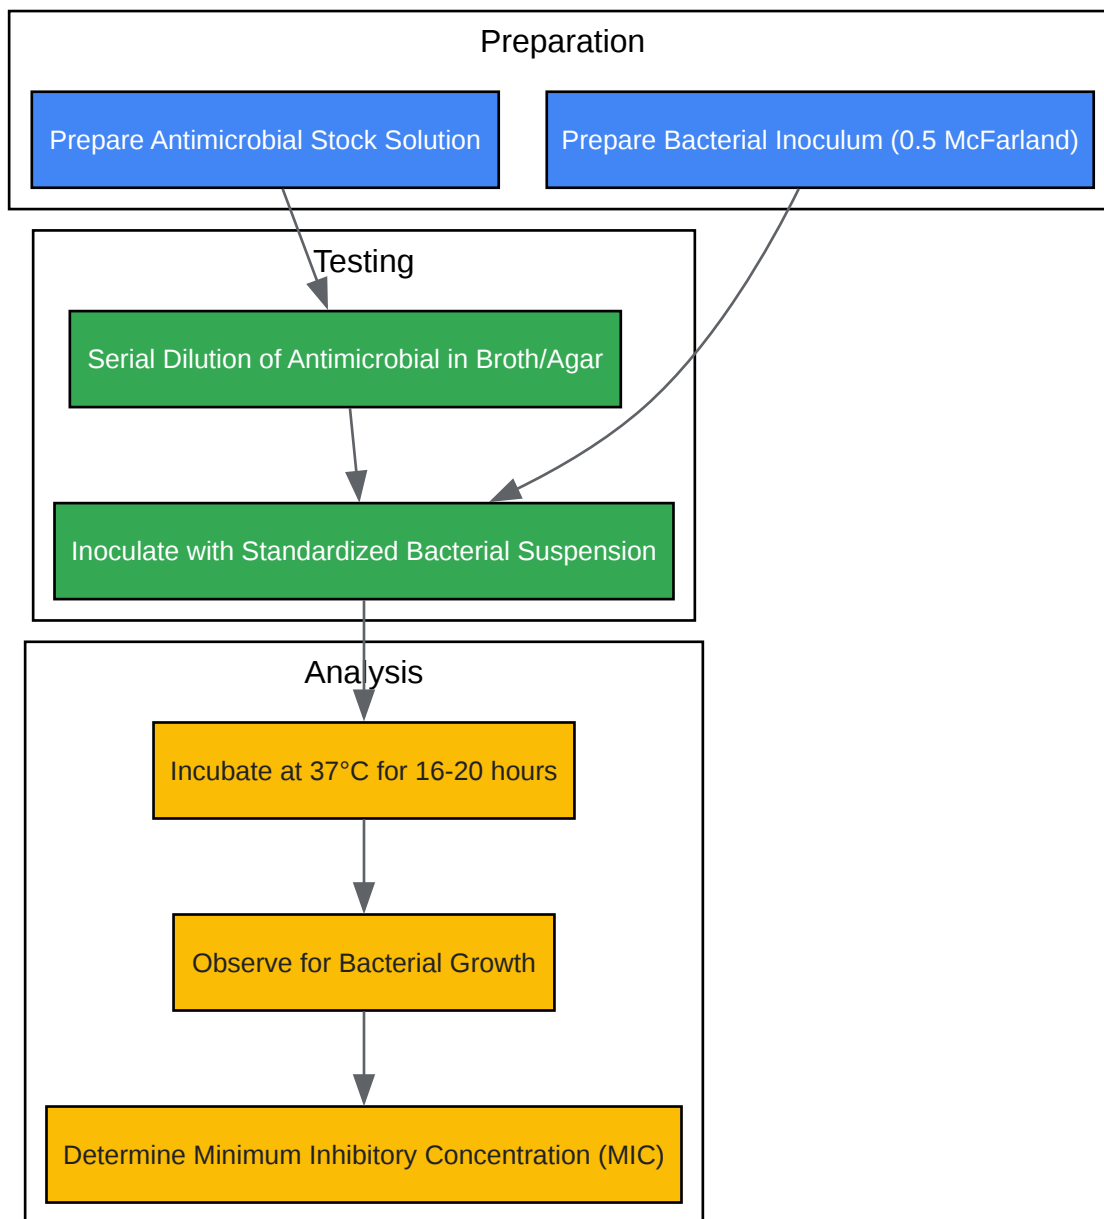 Preparation
Prepare Antimicrobial Stock Solution
Prepare Bacterial Inoculum (0.5 McFarland)
Testing
Serial Dilution of Antimicrobial in Broth/Agar
Inoculate with Standardized Bacterial Suspension
Analysis
Incubate at 37°C for 16-20 hours
Observe for Bacterial Growth
Determine Minimum Inhibitory Concentration (MIC)